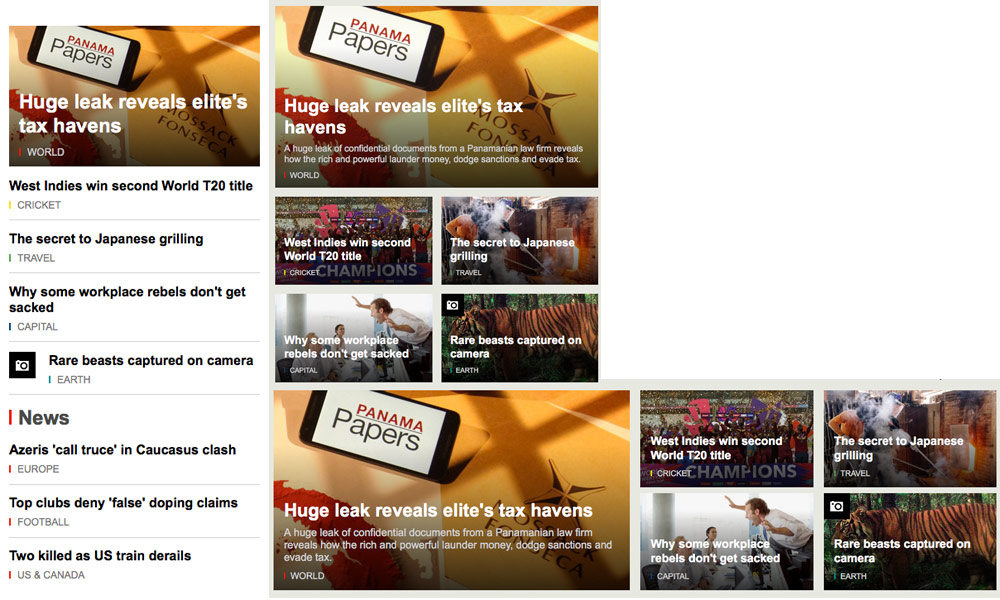 PANAMA
Papers
Huge leak reveals elite's
tax havens
MOSSACK
FONSECA
WORLD
West Indies win second World T20 title
CRICKET
The secret to Japanese grilling
TRAVEL
Why some workplace rebels don't get
sacked
CAPITAL
Rare beasts captured on camera
EARTH
News
Azeris 'call truce' in Caucasus clash
EUROPE
Top clubs deny 'false' doping claims
FOOTBALL
Two killed as US train derails
US & CANADA
PANAMA
Papers
Huge leak reveals elite's tax
havens
MOSSACK
FONSECA
A huge leak of confidential documents from a Panamanian law firm reveals
how the rich and powerful launder money, dodge sanctions and evade tax.
WORLD
West Indies win second
World T20 title
CRICKET
CHAMPIONS
The secret to Japanese
grilling
TRAVEL
Why some workplace
rebels don't get sacked
CAPITAL
Rare beasts captured on
camera
EARTH
PANAMA
Papers
Huge leak reveals elite's tax havens
MOSSACK
FONSECA
A huge leak of confidential documents from a Panamanian law firm
reveals how the rich and powerful launder money, dodge sanctions and
evade tax.
WORLD
West Indies win second
World T20 title
CRICKET
CHAMPIONS
The secret to Japanese
grilling
TRAVEL
Why some workplace
rebels don't get sacked
CAPITAL
Rare beasts captured on
camera
EARTH